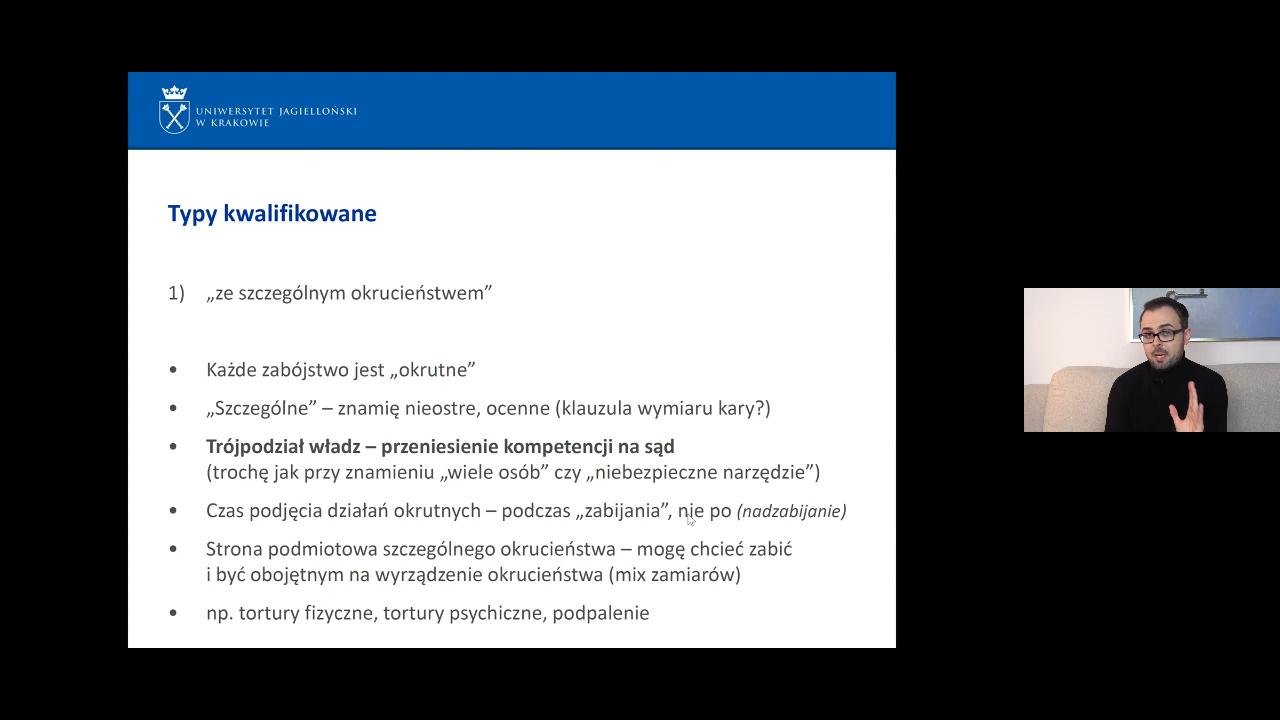 UNIWERSYTET JAGIELLOŃSKI
W KRAKOWIE
Typy kwalifikowane
1) „ze szczególnym okrucieństwem”
• Każde zabójstwo jest „okrutne”
• „Szczególne” – znamię nieostre, ocenne (klauzula wymiaru kary?)
• Trójpodział władz – przeniesienie kompetencji na sąd
(trochę jak przy znamieniu „wiele osób” czy „niebezpieczne narzędzie”)
• Czas podjęcia działań okrutnych – podczas „zabijania”, nie po (nadzabijanie)
• Strona podmiotowa szczególnego okrucieństwa – mogę chcieć zabić
i być obojętnym na wyrządzenie okrucieństwa (mix zamiarów)
• np. tortury fizyczne, tortury psychiczne, podpalenie